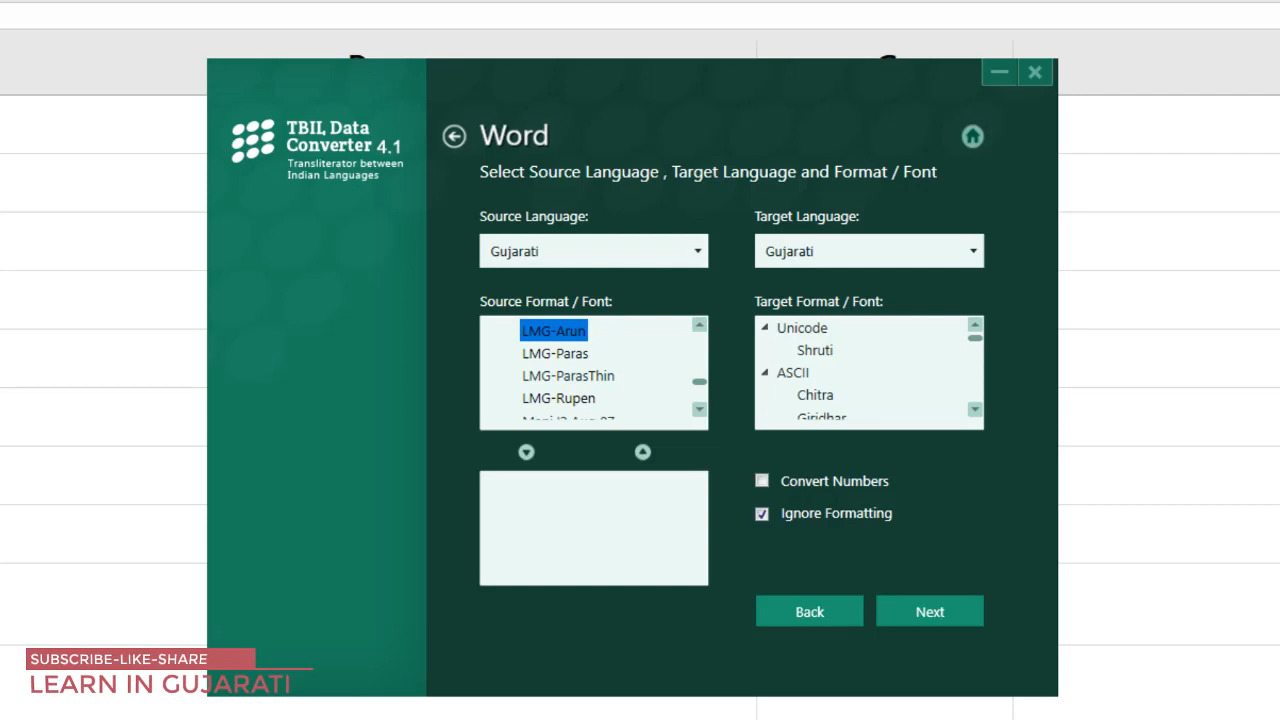 TBIL Data
Converter 4.1
Transliterator between
Indian Languages
Word
Select Source Language , Target Language and Format / Font
Source Language:
Target Language:
Gujarati
Gujarati
Source Format / Font:
Target Format / Font:
LMG-Arun
LMG-Paras
LMG-ParasThin
LMG-Rupen
Unicode
Shruti
ASCII
Chitra
Giridhar
Convert Numbers
Ignore Formatting
Back
Next
SUBSCRIBE-LIKE-SHARE
LEARN IN GUJARATI